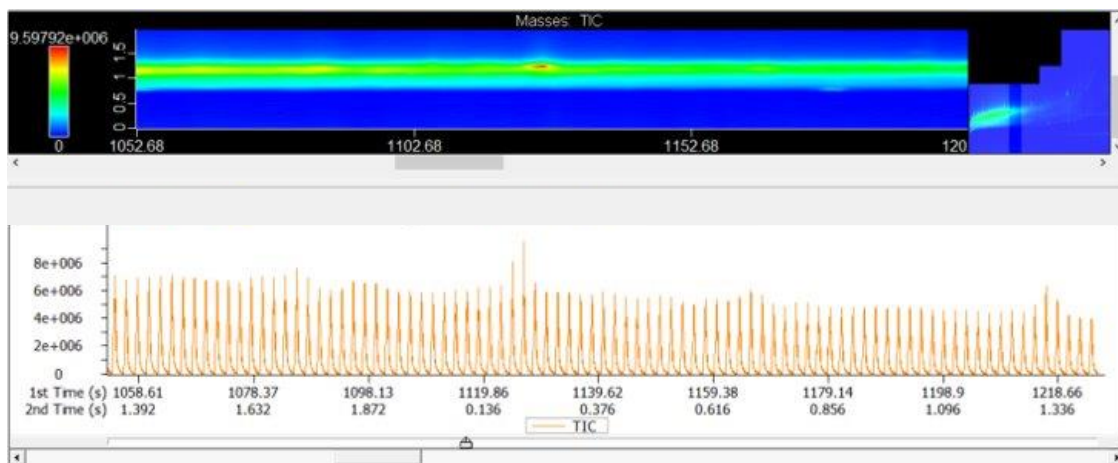 Masses: TIC
9.59792e+006
0
1.5
1
0.5
0
1052.68 1102.68 1152.68 120
8e+006
6e+006
4e+006
2e+006
0
1st Time (s) 1058.61 1078.37 1098.13 1119.86 1139.62 1159.38 1179.14 1198.9 1218.66
2nd Time (s) 1.392 1.632 1.872 0.136 0.376 0.616 0.856 1.096 1.336
TIC